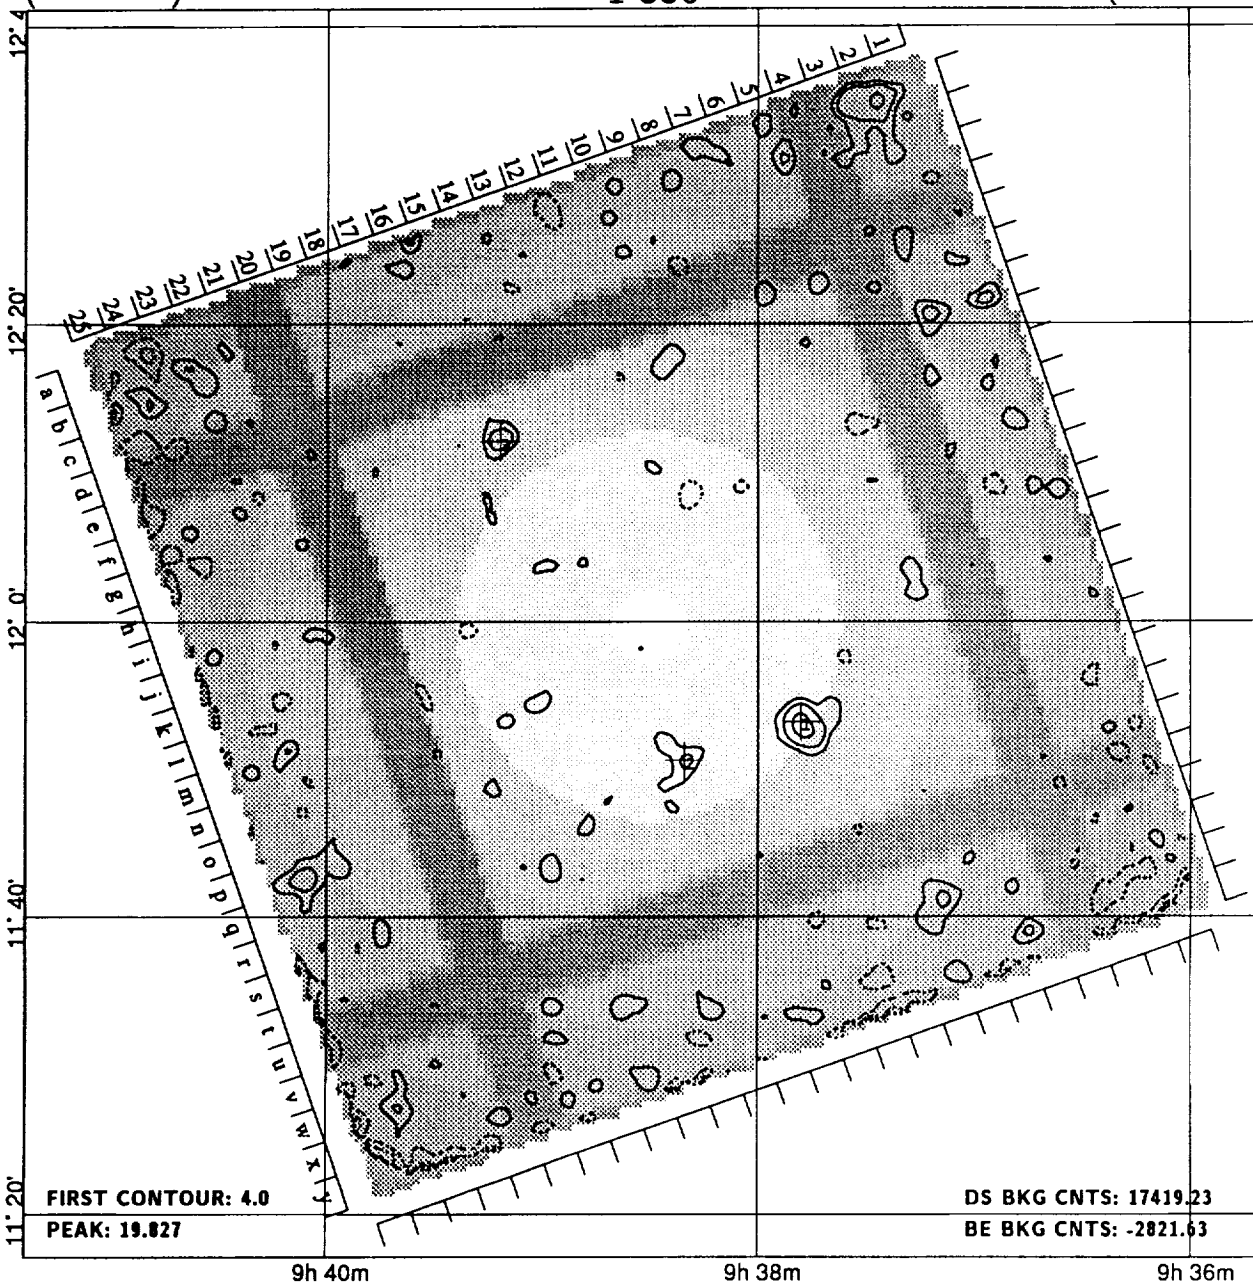 12° 4
1 2 3 4 5 6 7 8 9 10 11 12 13 14 15 16 17 18 19 20 21 22 23 24 25
12° 20'
a b c d e f g h i j k l m n o p q r s t u v w x y
12° 0'
11° 40'
11° 20'
FIRST CONTOUR: 4.0
PEAK: 19.827
DS BKG CNTS: 17419.23
BE BKG CNTS: -2821.63
9h 40m
9h 38m
9h 36m